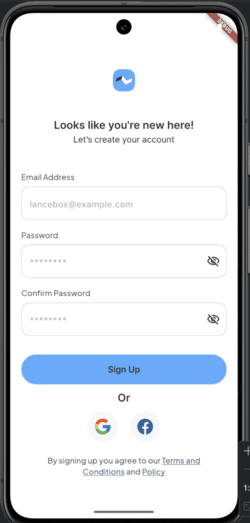 Looks like you're new here!
Let's create your account
Email Address
lancebox@example.com
Password
Confirm Password
Sign Up
Or
By signing up you agree to our Terms and
Conditions and Policy